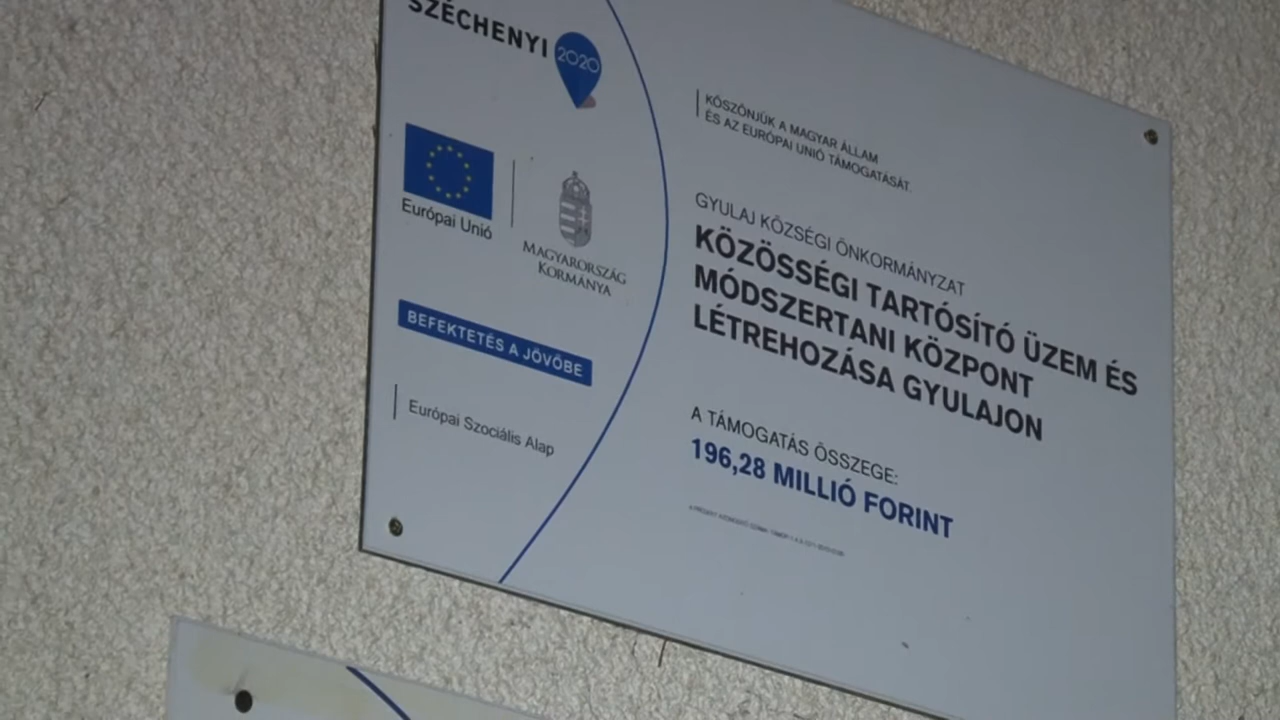 SZÉCHENYI 2020
Európai Unió
MAGYARORSZÁG
KORMÁNYA
BEFEKTETÉS A JÖVŐBE
Európai Szociális Alap
KÖSZÖNJÜK A MAGYAR ÁLLAM
ÉS AZ EURÓPAI UNIÓ TÁMOGATÁSÁT.
GYULAJ KÖZSÉGI ÖNKORMÁNYZAT
KÖZÖSSÉGI TARTÓSÍTÓ ÜZEM ÉS
MÓDSZERTANI KÖZPONT
LÉTREHOZÁSA GYULAJON
A TÁMOGATÁS ÖSSZEGE:
196,28 MILLIÓ FORINT